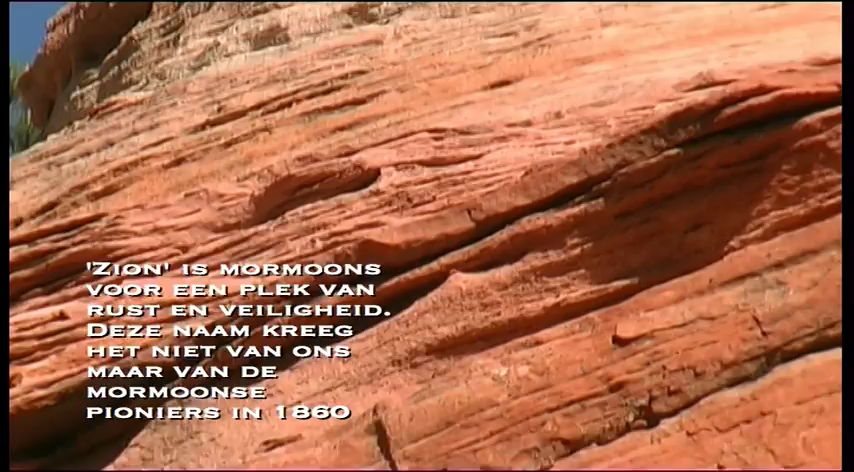 'Zion' is mormoons
voor een plek van
rust en veiligheid.
Deze naam kreeg
het niet van ons
maar van de
mormoonse
pioniers in 1860